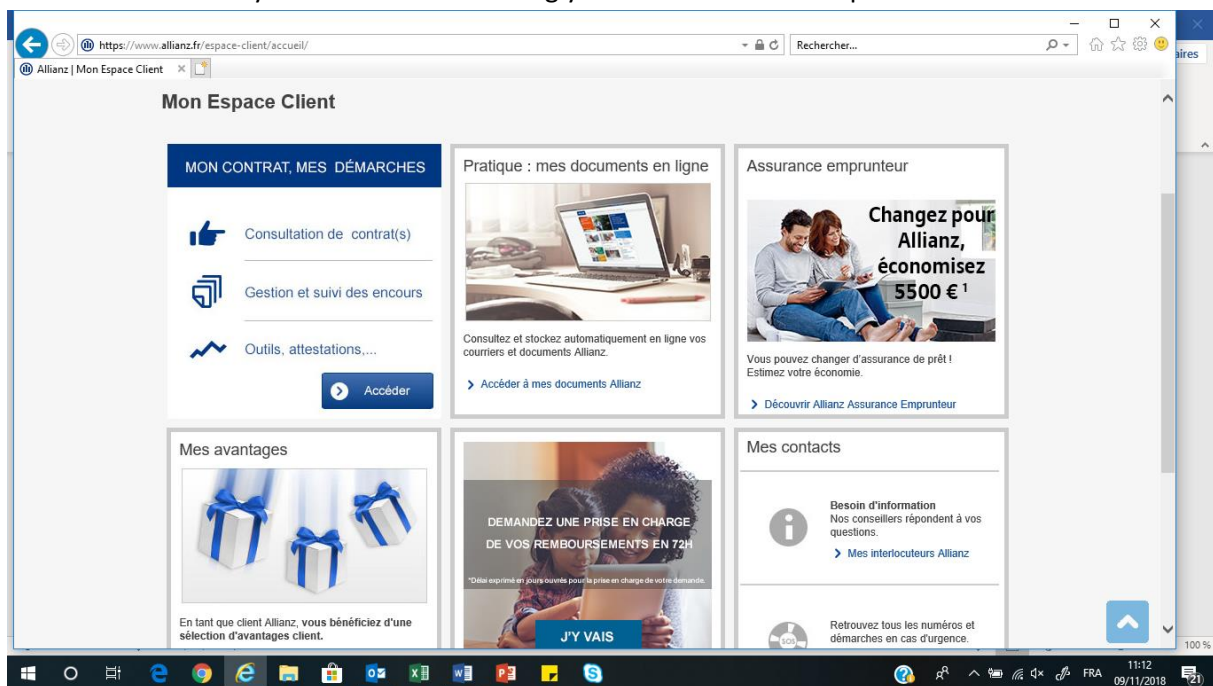 https://www.allianz.fr/espace-client/accueil/
Rechercher...
Allianz | Mon Espace Client
aires
Mon Espace Client
MON CONTRAT, MES DÉMARCHES
Consultation de contrat(s)
Gestion et suivi des encours
Outils, attestations,...
Accéder
Pratique : mes documents en ligne
Consultez et stockez automatiquement en ligne vos
courriers et documents Allianz.
Accéder à mes documents Allianz
Assurance emprunteur
Changez pour
Allianz,
économisez
5500 € 1
Vous pouvez changer d'assurance de prêt !
Estimez votre économie.
Découvrir Allianz Assurance Emprunteur
Mes avantages
En tant que client Allianz, vous bénéficiez d'une
sélection d'avantages client.
DEMANDEZ UNE PRISE EN CHARGE
DE VOS REMBOURSEMENTS EN 72H
*Délai exprimé en jours ouvrés pour la prise en charge de votre demande.
J'Y VAIS
Mes contacts
Besoin d'information
Nos conseillers répondent à vos
questions.
Mes interlocuteurs Allianz
SOS
Retrouvez tous les numéros et
démarches en cas d'urgence.
100 %
FRA
11:12
09/11/2018
21